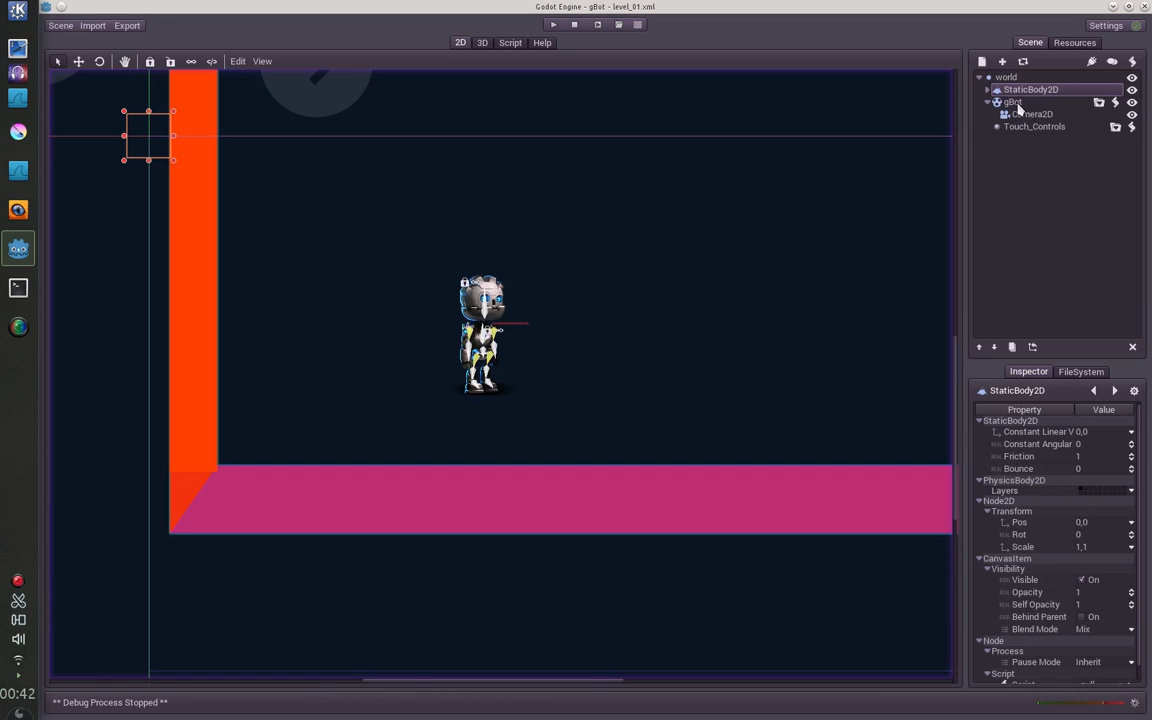 Godot Engine - gBot - level_01.xml
Scene Import Export
Settings
2D 3D Script Help
Edit View
Scene Resources
world
StaticBody2D
gBot
Camera2D
Touch_Controls
Inspector FileSystem
StaticBody2D
Property Value
StaticBody2D
Constant Linear V 0,0
Constant Angular 0
Friction 1
Bounce 0
PhysicsBody2D
Layers
Node2D
Transform
Pos 0,0
Rot 0
Scale 1,1
CanvasItem
Visibility
Visible On
Opacity 1
Self Opacity 1
Behind Parent On
Blend Mode Mix
Node
Process
Pause Mode Inherit
Script
00:42
** Debug Process Stopped **